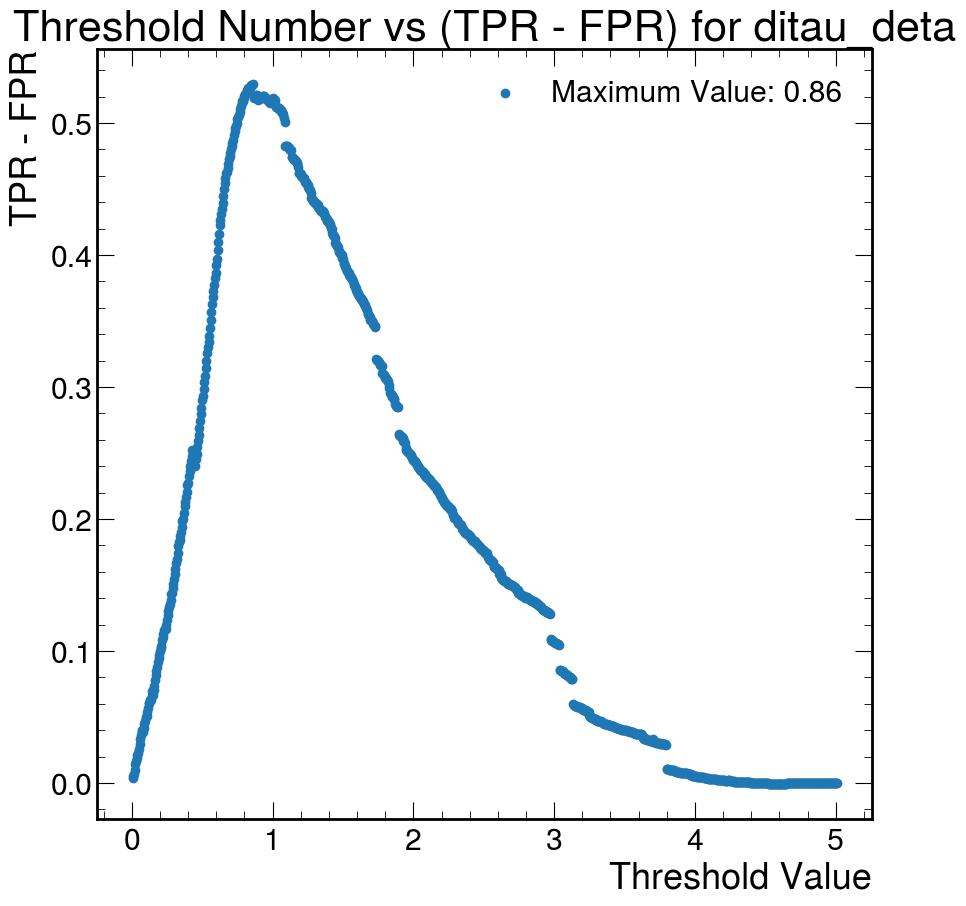 Threshold Number vs (TPR - FPR) for ditau_deta
TPR - FPR
Maximum Value: 0.86
0.5
0.4
0.3
0.2
0.1
0.0
0 1 2 3 4 5
Threshold Value